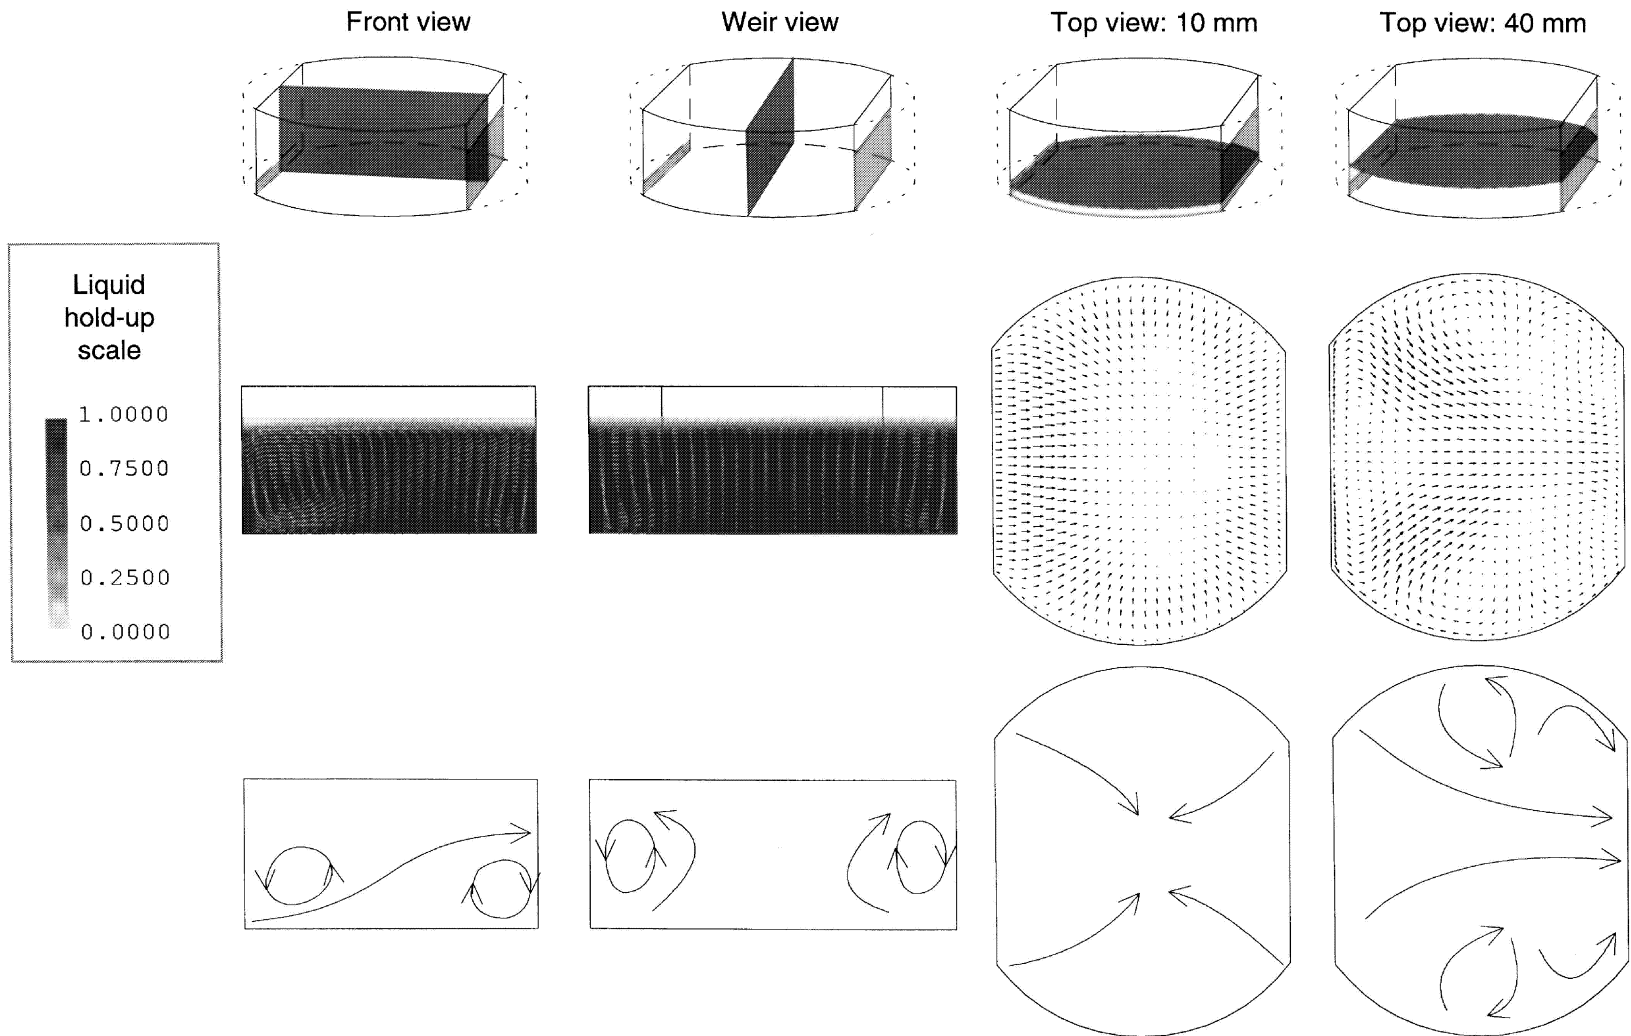 Front view
Weir view
Top view: 10 mm
Top view: 40 mm
Liquid
hold-up
scale
1.0000
0.7500
0.5000
0.2500
0.0000